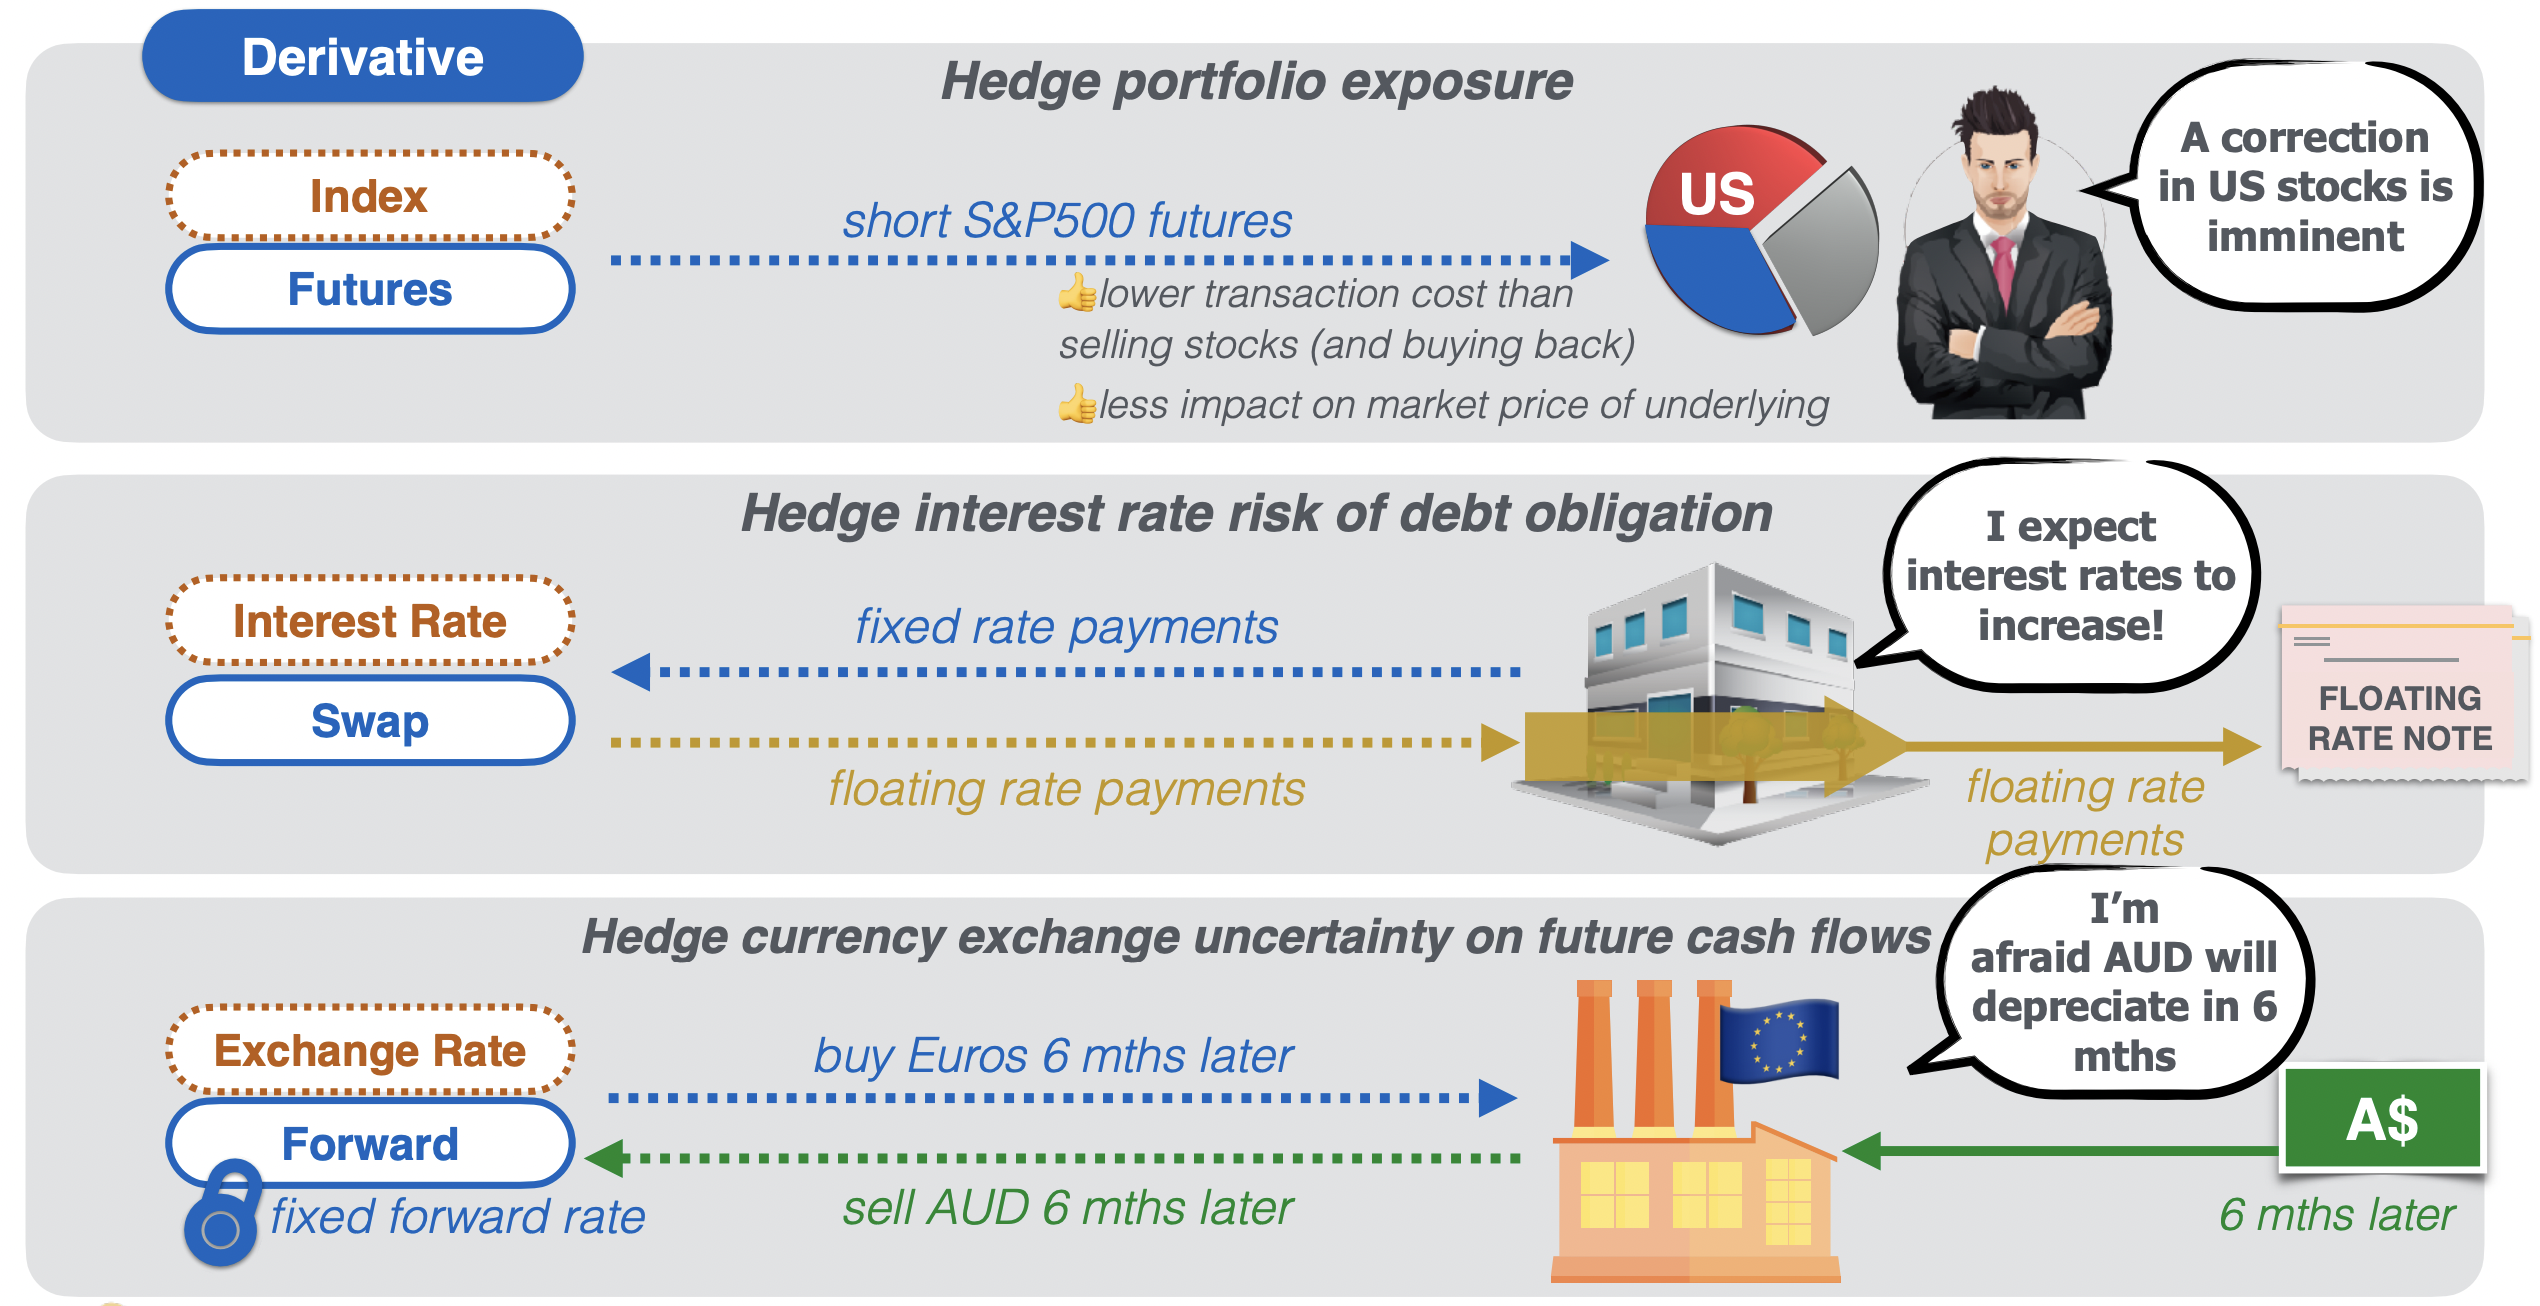 Derivative
Hedge portfolio exposure
Index
Futures
short S&P500 futures
👍lower transaction cost than
selling stocks (and buying back)
👍less impact on market price of underlying
US
A correction
in US stocks is
imminent
Hedge interest rate risk of debt obligation
Interest Rate
Swap
fixed rate payments
floating rate payments
I expect
interest rates to
increase!
floating rate
payments
FLOATING
RATE NOTE
Hedge currency exchange uncertainty on future cash flows
Exchange Rate
Forward
fixed forward rate
buy Euros 6 mths later
sell AUD 6 mths later
I’m
afraid AUD will
depreciate in 6
mths
A$
6 mths later